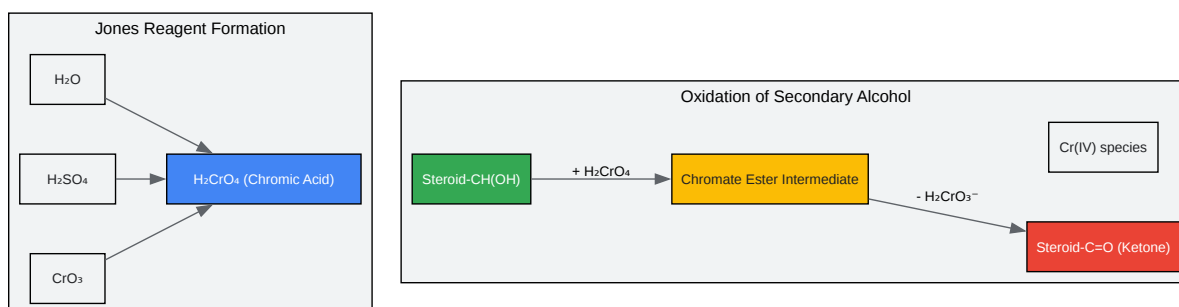 Jones Reagent Formation
H₂O
H₂SO₄
H₂CrO₄ (Chromic Acid)
CrO₃
Oxidation of Secondary Alcohol
Cr(IV) species
Steroid-CH(OH)
+ H₂CrO₄
Chromate Ester Intermediate
- H₂CrO₃⁻
Steroid-C=O (Ketone)